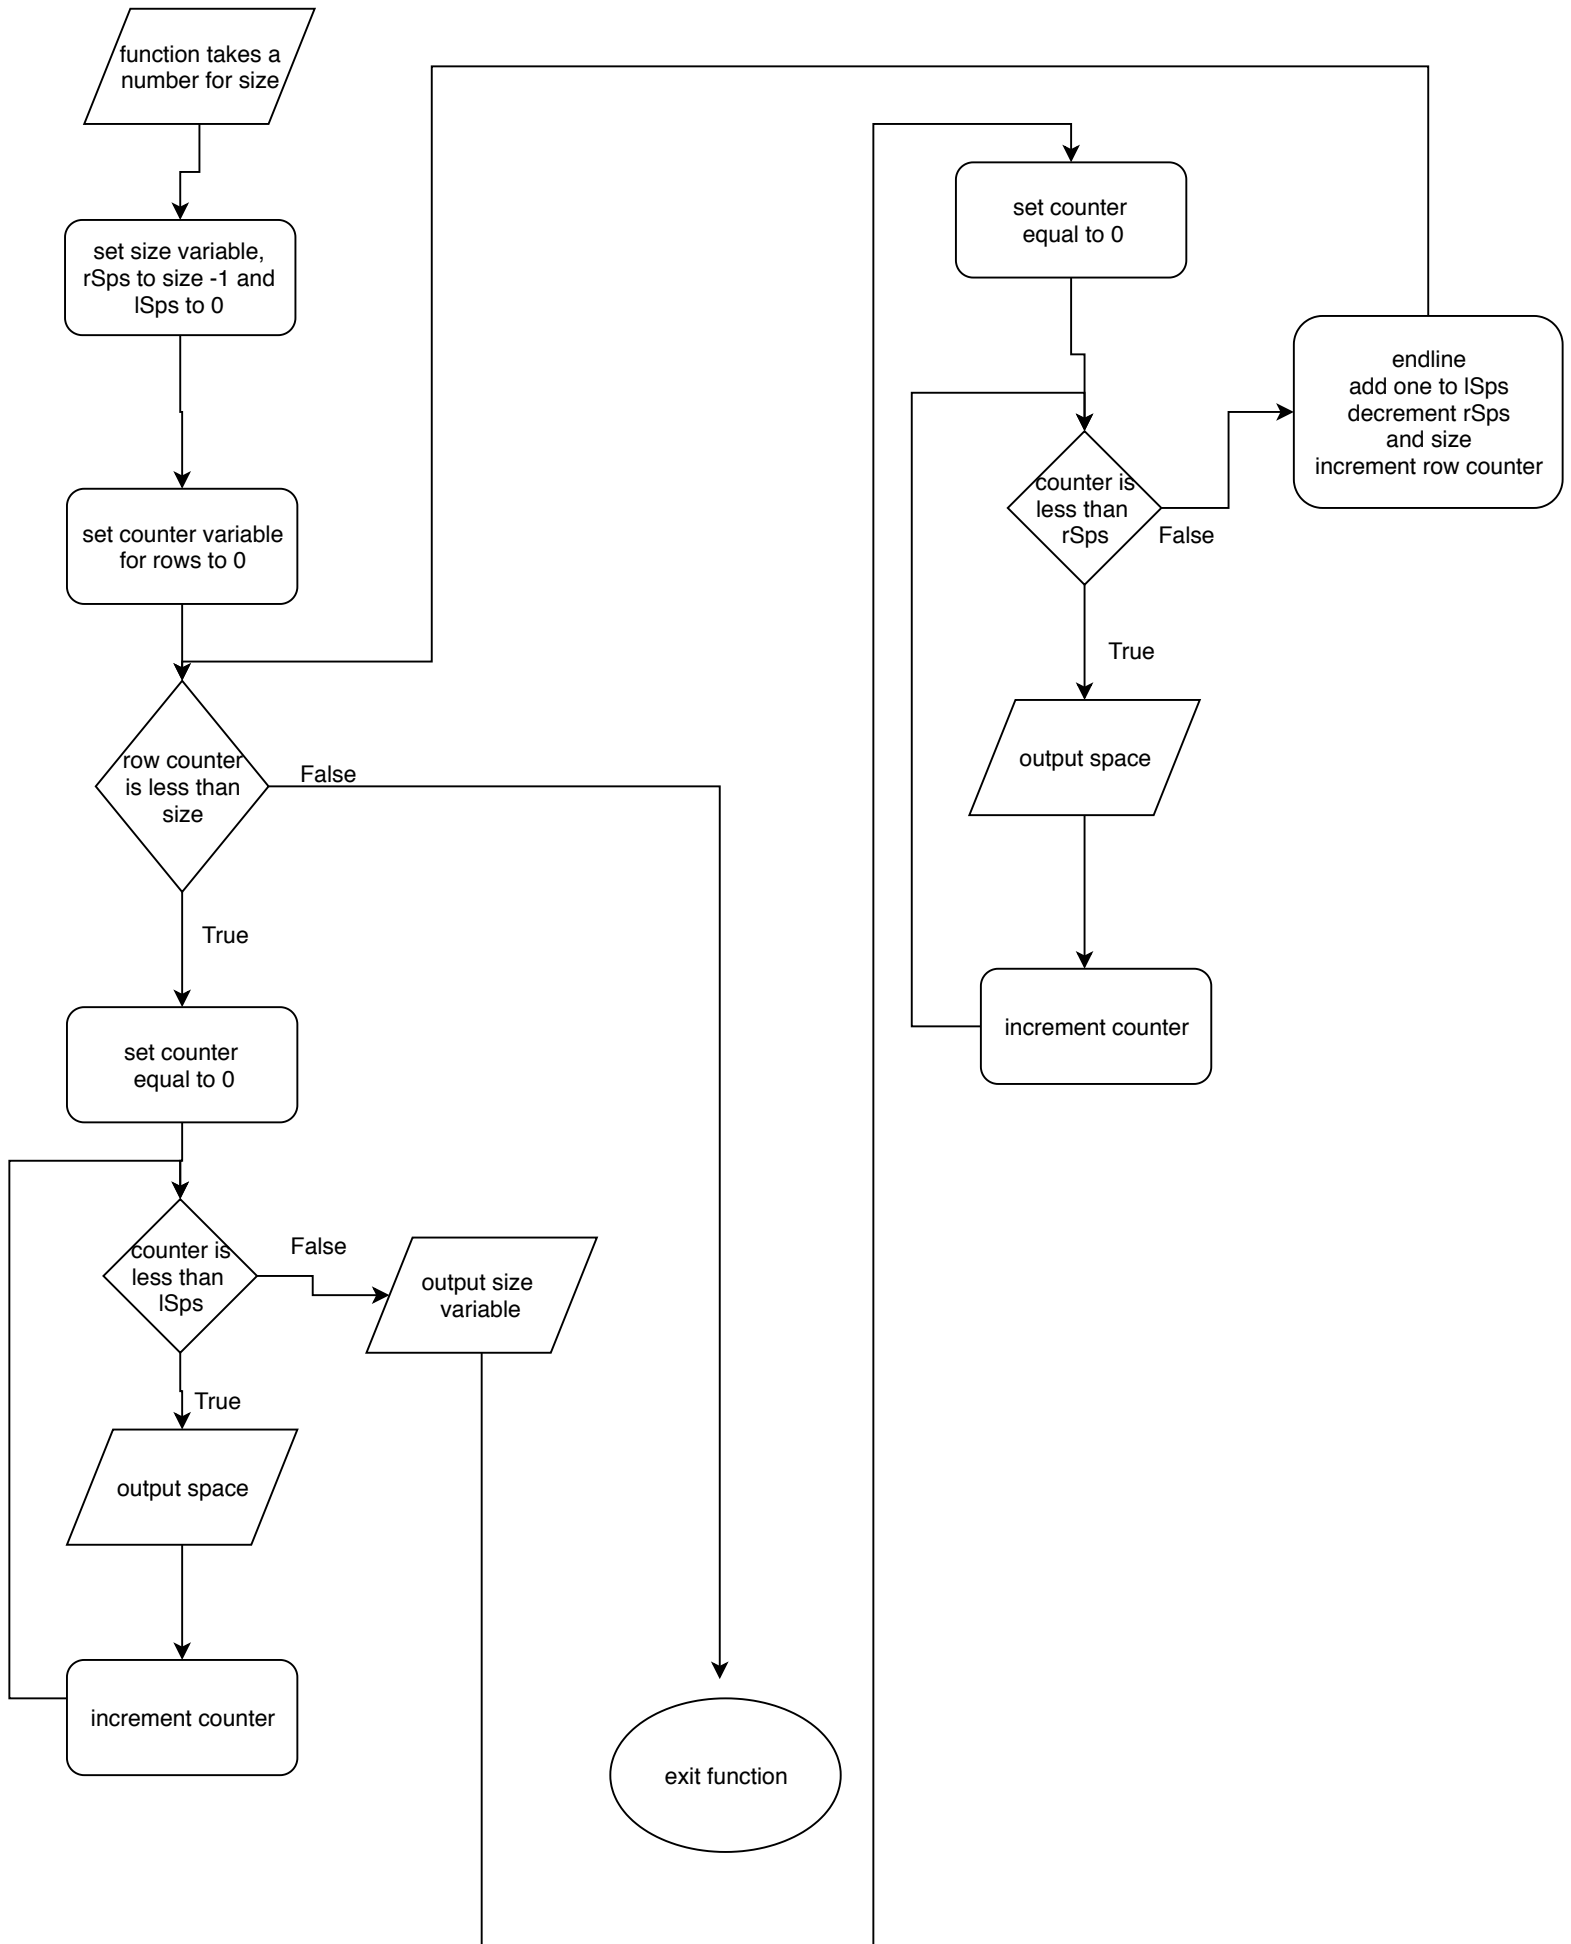 function takes a
number for size
set size variable,
rSps to size -1 and
lSps to 0
set counter variable
for rows to 0
row counter
is less than
size
False
True
set counter
equal to 0
counter is
less than
lSps
False
True
output size
variable
output space
increment counter
exit function
set counter
equal to 0
counter is
less than
rSps
False
True
output space
increment counter
endline
add one to lSps
decrement rSps
and size
increment row counter